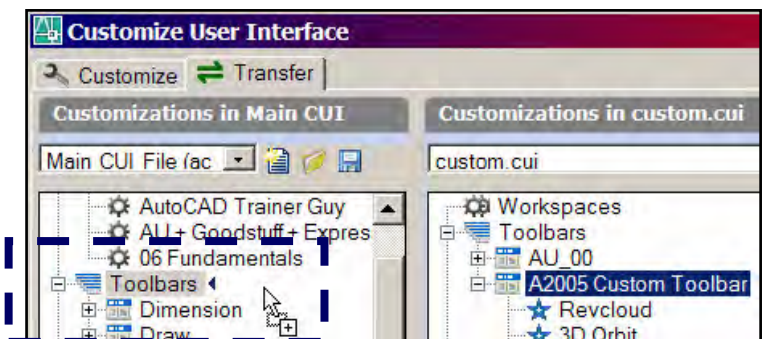 Customize User Interface
Customize Transfer
Customizations in Main CUI
Main CUI File (ac
AutoCAD Trainer Guy
AU + Goodstuff + Expres
06 Fundamentals
Toolbars
Dimension
Draw
Customizations in custom.cui
custom.cui
Workspaces
Toolbars
AU_00
A2005 Custom Toolbar
Revcloud
3D Orbit